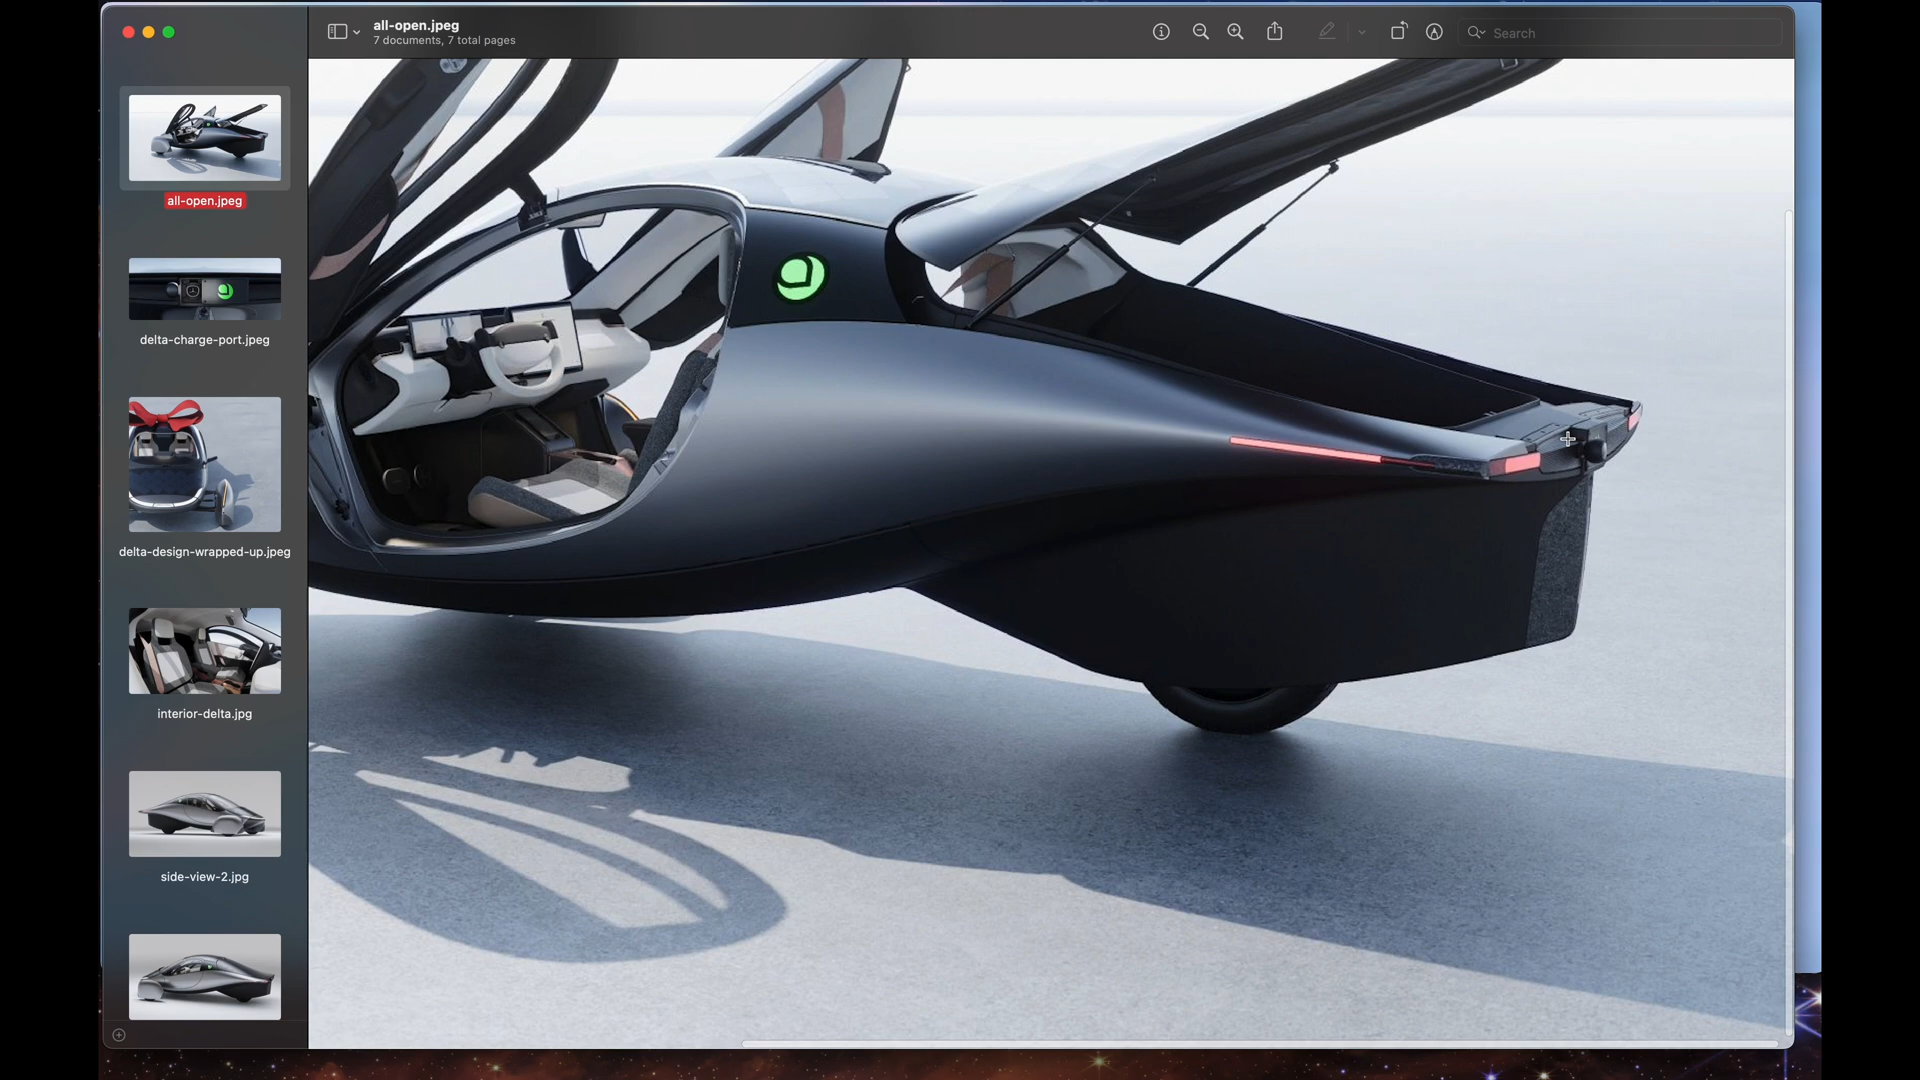 all-open.jpeg
7 documents, 7 total pages
Search
all-open.jpeg
delta-charge-port.jpeg
delta-design-wrapped-up.jpeg
interior-delta.jpg
side-view-2.jpg